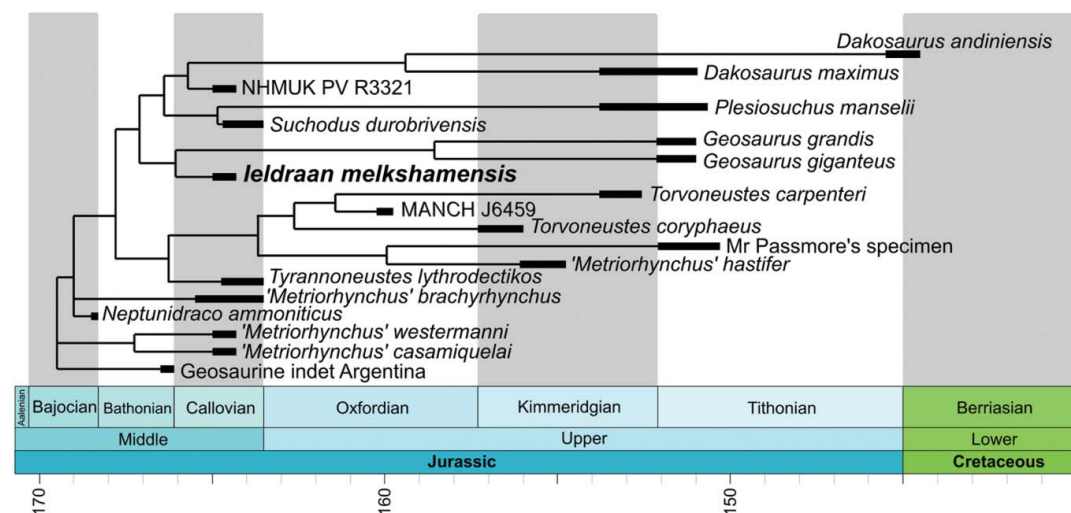 Dakosaurus andiniensis
Dakosaurus maximus
NHMUK PV R3321
Plesiosuchus manselii
Suchodus durobrivensis
Geosaurus grandis
Geosaurus giganteus
Ieldraan melkshamensis
Torvoneustes carpenteri
MANCH J6459
Torvoneustes coryphaeus
Mr Passmore's specimen
'Metriorhynchus' hastifer
Tyrannoneustes lythrodectikos
'Metriorhynchus' brachyrhynchus
Neptunidraco ammoniticus
'Metriorhynchus' westermanni
'Metriorhynchus' casamiquelai
Geosaurine indet Argentina
Aalenian Bajocian Bathonian Callovian Oxfordian Kimmeridgian Tithonian Berriasian
Middle Upper Lower
Jurassic Cretaceous
170 160 150